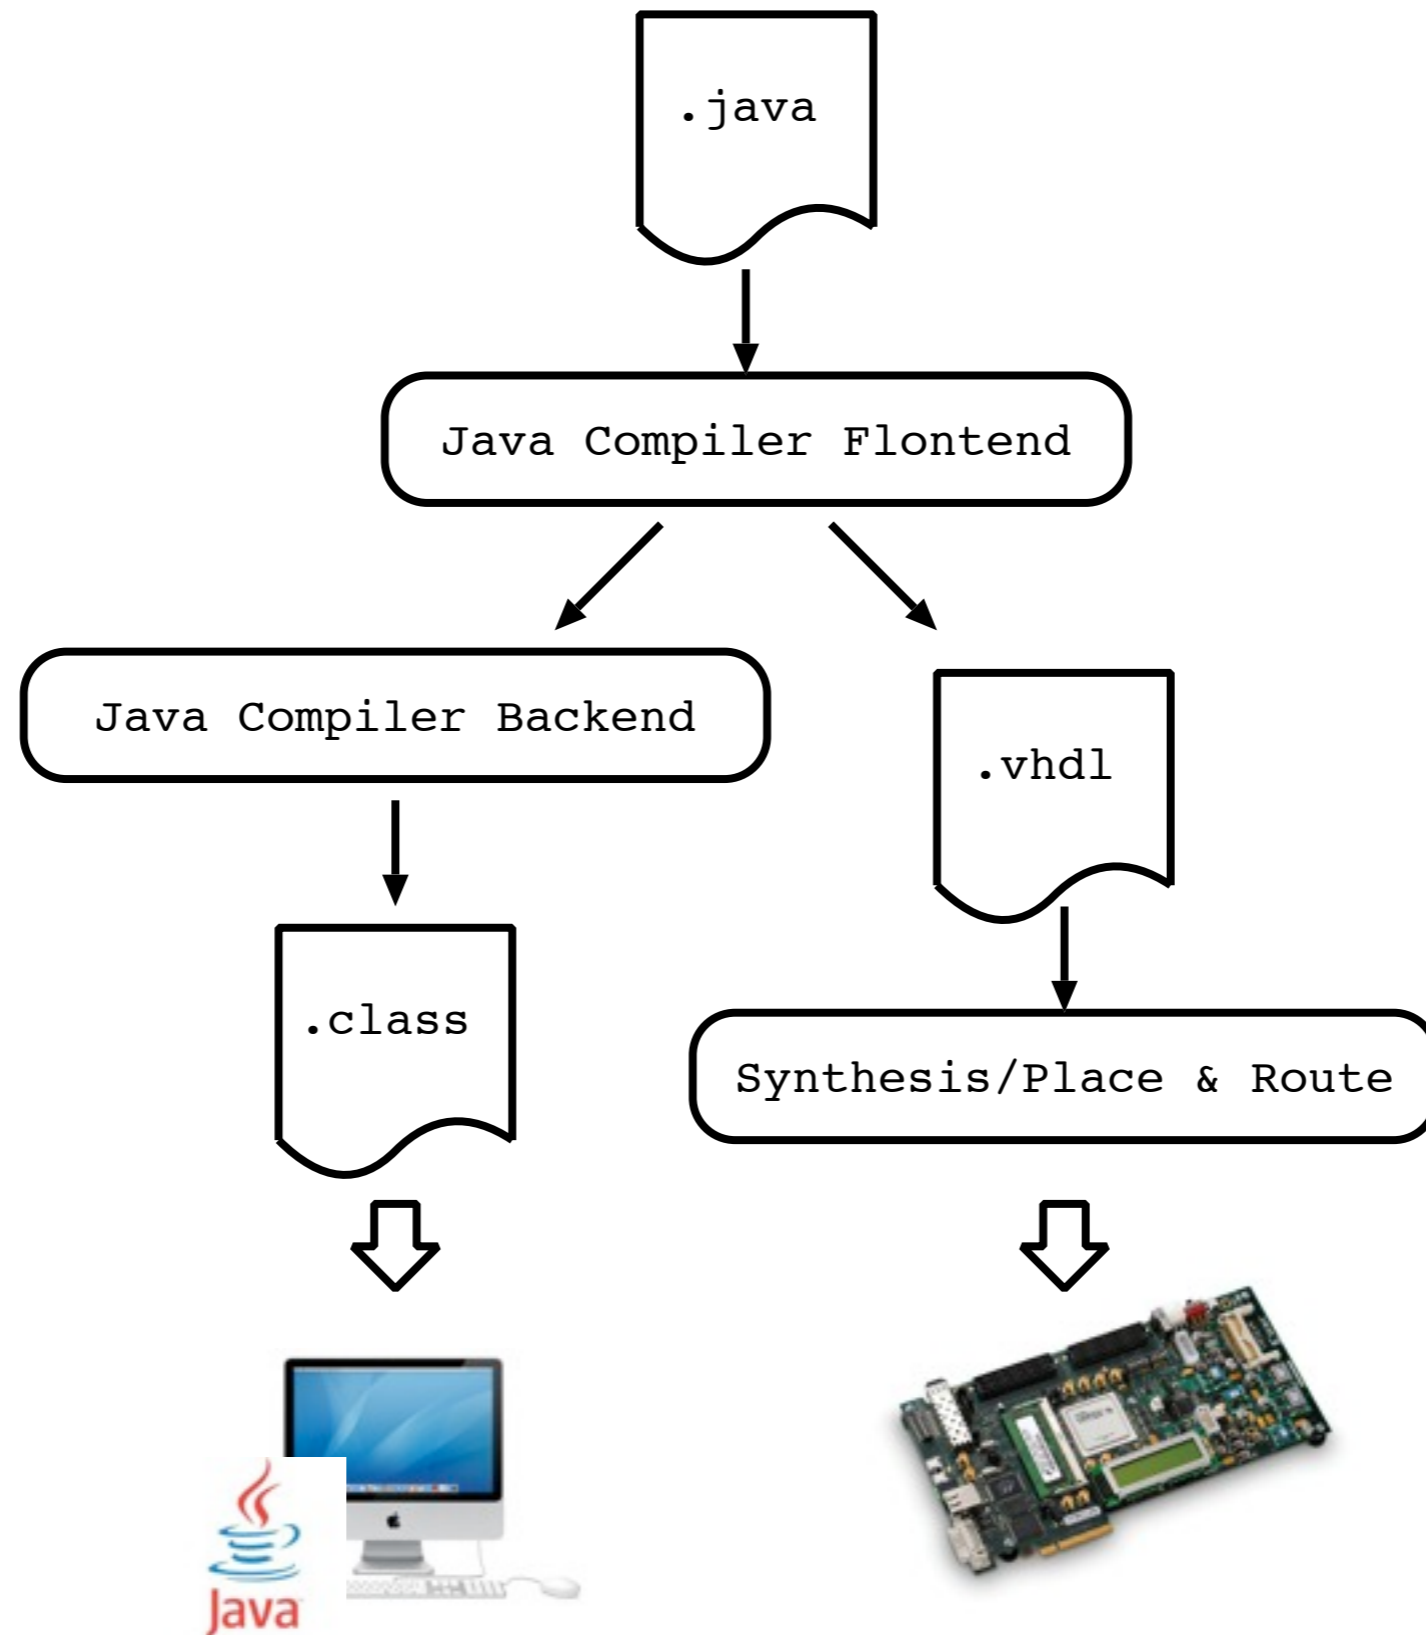 .java
Java Compiler Flontend
Java Compiler Backend
.vhdl
.class
Synthesis/Place & Route
Java